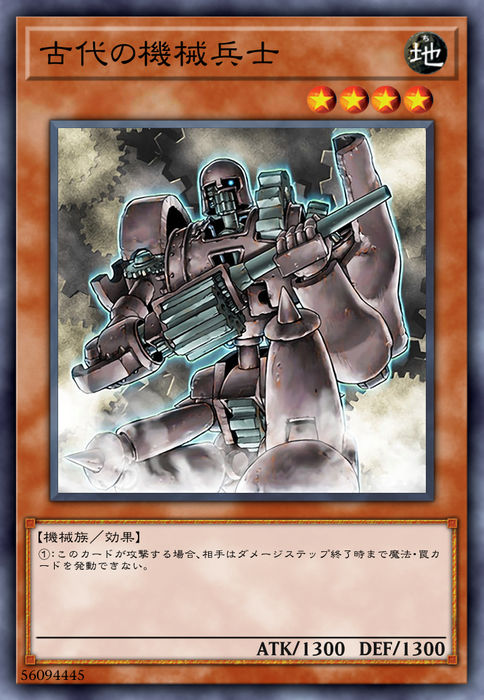 古代の機械兵士
ち
地
【機械族／効果】
①：このカードが攻撃する場合、相手はダメージステップ終了時まで魔法・罠カ
ードを発動できない。
ATK/1300 DEF/1300
56094445